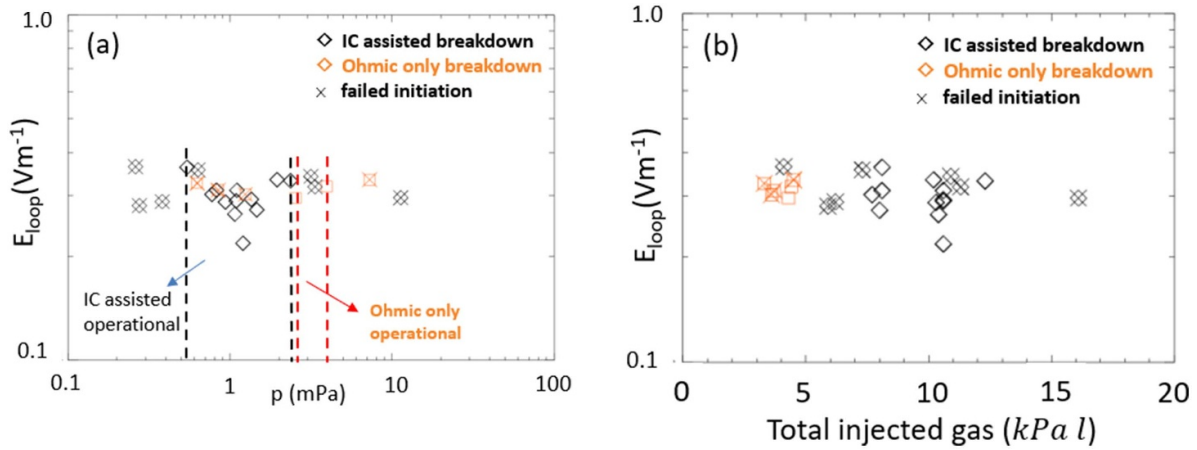 1.0
(a)
IC assisted breakdown
Ohmic only breakdown
failed initiation
E_loop(Vm⁻¹)
IC assisted
operational
Ohmic only
operational
0.1
0.1
1
10
100
p (mPa)
1.0
(b)
IC assisted breakdown
Ohmic only breakdown
failed initiation
E_loop(Vm⁻¹)
0.1
0
5
10
15
20
Total injected gas (kPa l)